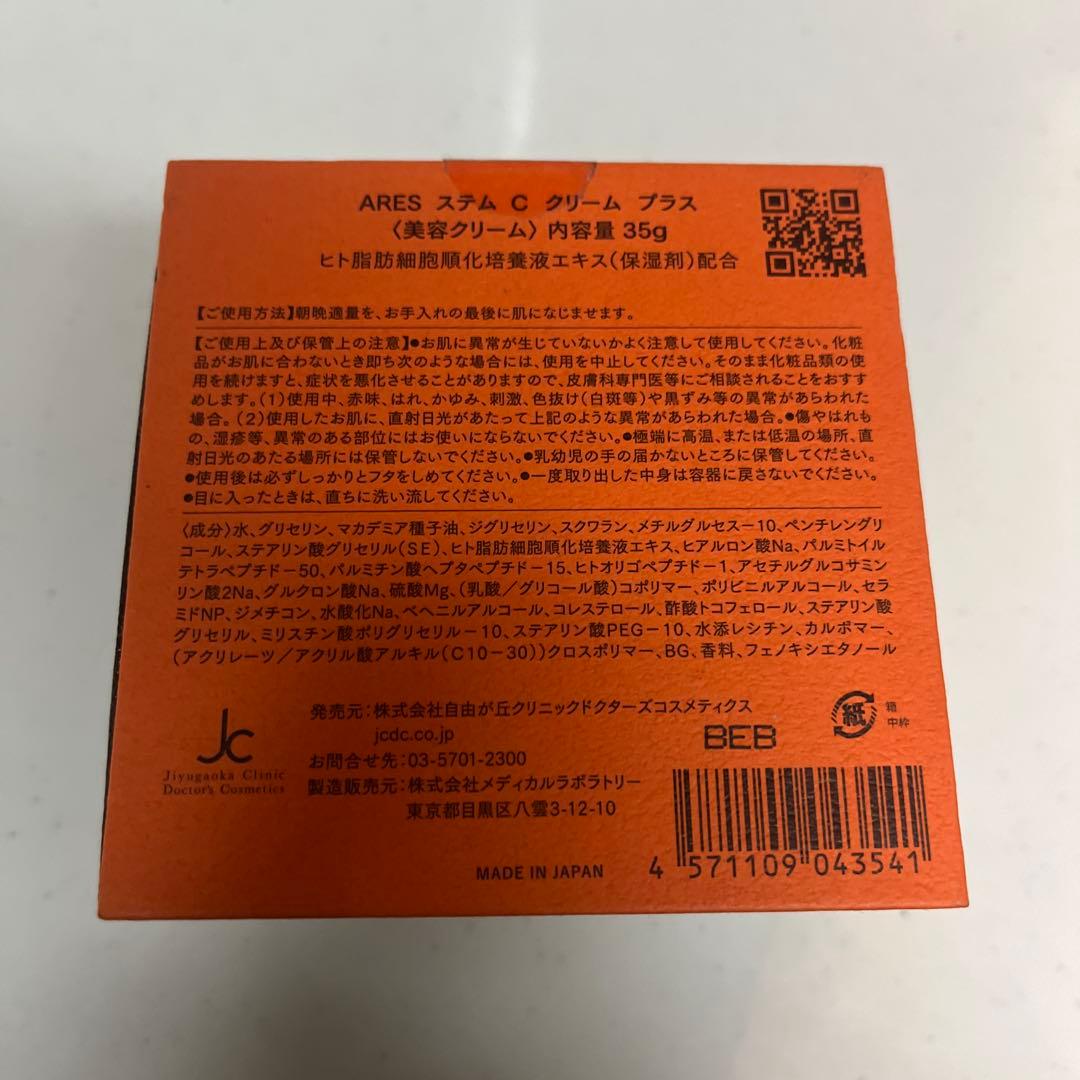 ARES ステム C クリーム プラス
〈美容クリーム〉内容量 35g
ヒト脂肪細胞順化培養液エキス(保湿剤)配合
【ご使用方法】朝晩適量を、お手入れの最後に肌になじませます。
【ご使用上及び保管上の注意】●お肌に異常が生じていないかよく注意して使用してください。化粧
品がお肌に合わないとき即ち次のような場合には、使用を中止してください。そのまま化粧品類の使
用を続けますと、症状を悪化させることがありますので、皮膚科専門医等にご相談されることをおすす
めします。(1)使用中、赤味、はれ、かゆみ、刺激、色抜け(白斑等)や黒ずみ等の異常があらわれた
場合。(2)使用したお肌に、直射日光があたって上記のような異常があらわれた場合。●傷やはれも
の、湿疹等、異常のある部位にはお使いにならないでください。●極端に高温、または低温の場所、直
射日光のあたる場所には保管しないでください。●乳幼児の手の届かないところに保管してください。
●使用後は必ずしっかりとフタをしめてください。●一度取り出した中身は容器に戻さないでください。
●目に入ったときは、直ちに洗い流してください。
〈成分〉水、グリセリン、マカデミア種子油、ジグリセリン、スクワラン、メチルグルセス-10、ペンチレングリ
コール、ステアリン酸グリセリル(SE)、ヒト脂肪細胞順化培養液エキス、ヒアルロン酸Na、パルミトイル
テトラペプチド-50、パルミチン酸ヘプタペプチド-15、ヒトオリゴペプチド-1、アセチルグルコサミン
リン酸2Na、グルクロン酸Na、硫酸Mg、(乳酸/グリコール酸)コポリマー、ポリビニルアルコール、セラ
ミドNP、ジメチコン、水酸化Na、ベヘニルアルコール、コレステロール、酢酸トコフェロール、ステアリン酸
グリセリル、ミリスチン酸ポリグリセリル-10、ステアリン酸PEG-10、水添レシチン、カルボマー、
(アクリレーツ/アクリル酸アルキル(C10-30))クロスポリマー、BG、香料、フェノキシエタノール
JC
Jiyugaoka Clinic
Doctor's Cosmetics
発売元:株式会社自由が丘クリニックドクターズコスメティクス
jcdc.co.jp
お問合せ先:03-5701-2300
製造販売元:株式会社メディカルラボラトリー
東京都目黒区八雲3-12-10
MADE IN JAPAN
BEB
紙
箱
中枠
4 571109 043541